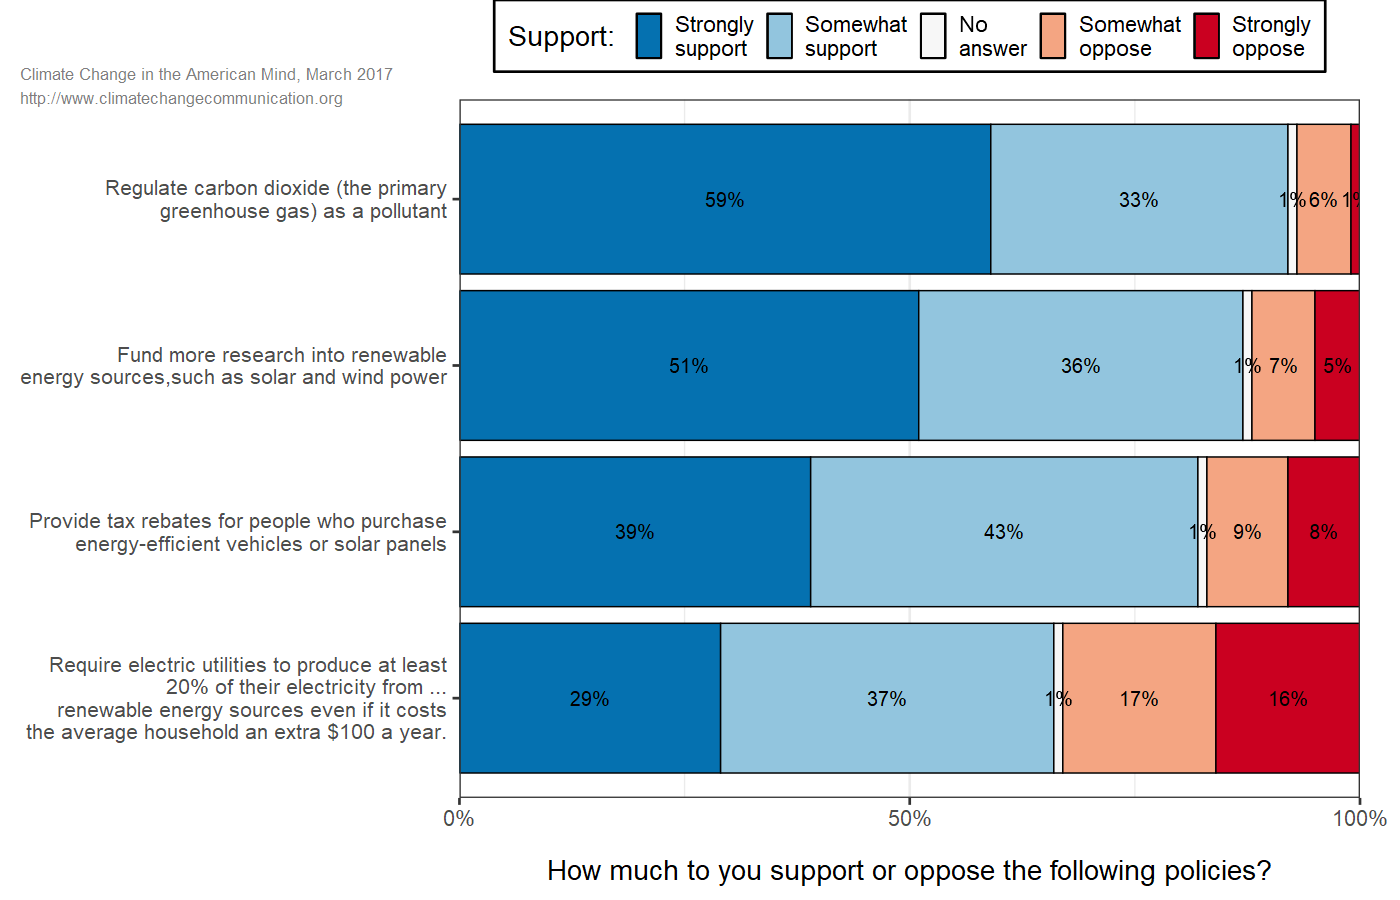 Support:
Strongly
support
Somewhat
support
No
answer
Somewhat
oppose
Strongly
oppose
Climate Change in the American Mind, March 2017
http://www.climatechangecommunication.org
Regulate carbon dioxide (the primary
greenhouse gas) as a pollutant
59% 33% 1% 6% 1%
Fund more research into renewable
energy sources,such as solar and wind power
51% 36% 1% 7% 5%
Provide tax rebates for people who purchase
energy-efficient vehicles or solar panels
39% 43% 1% 9% 8%
Require electric utilities to produce at least
20% of their electricity from ...
renewable energy sources even if it costs
the average household an extra $100 a year.
29% 37% 1% 17% 16%
0% 50% 100%
How much to you support or oppose the following policies?